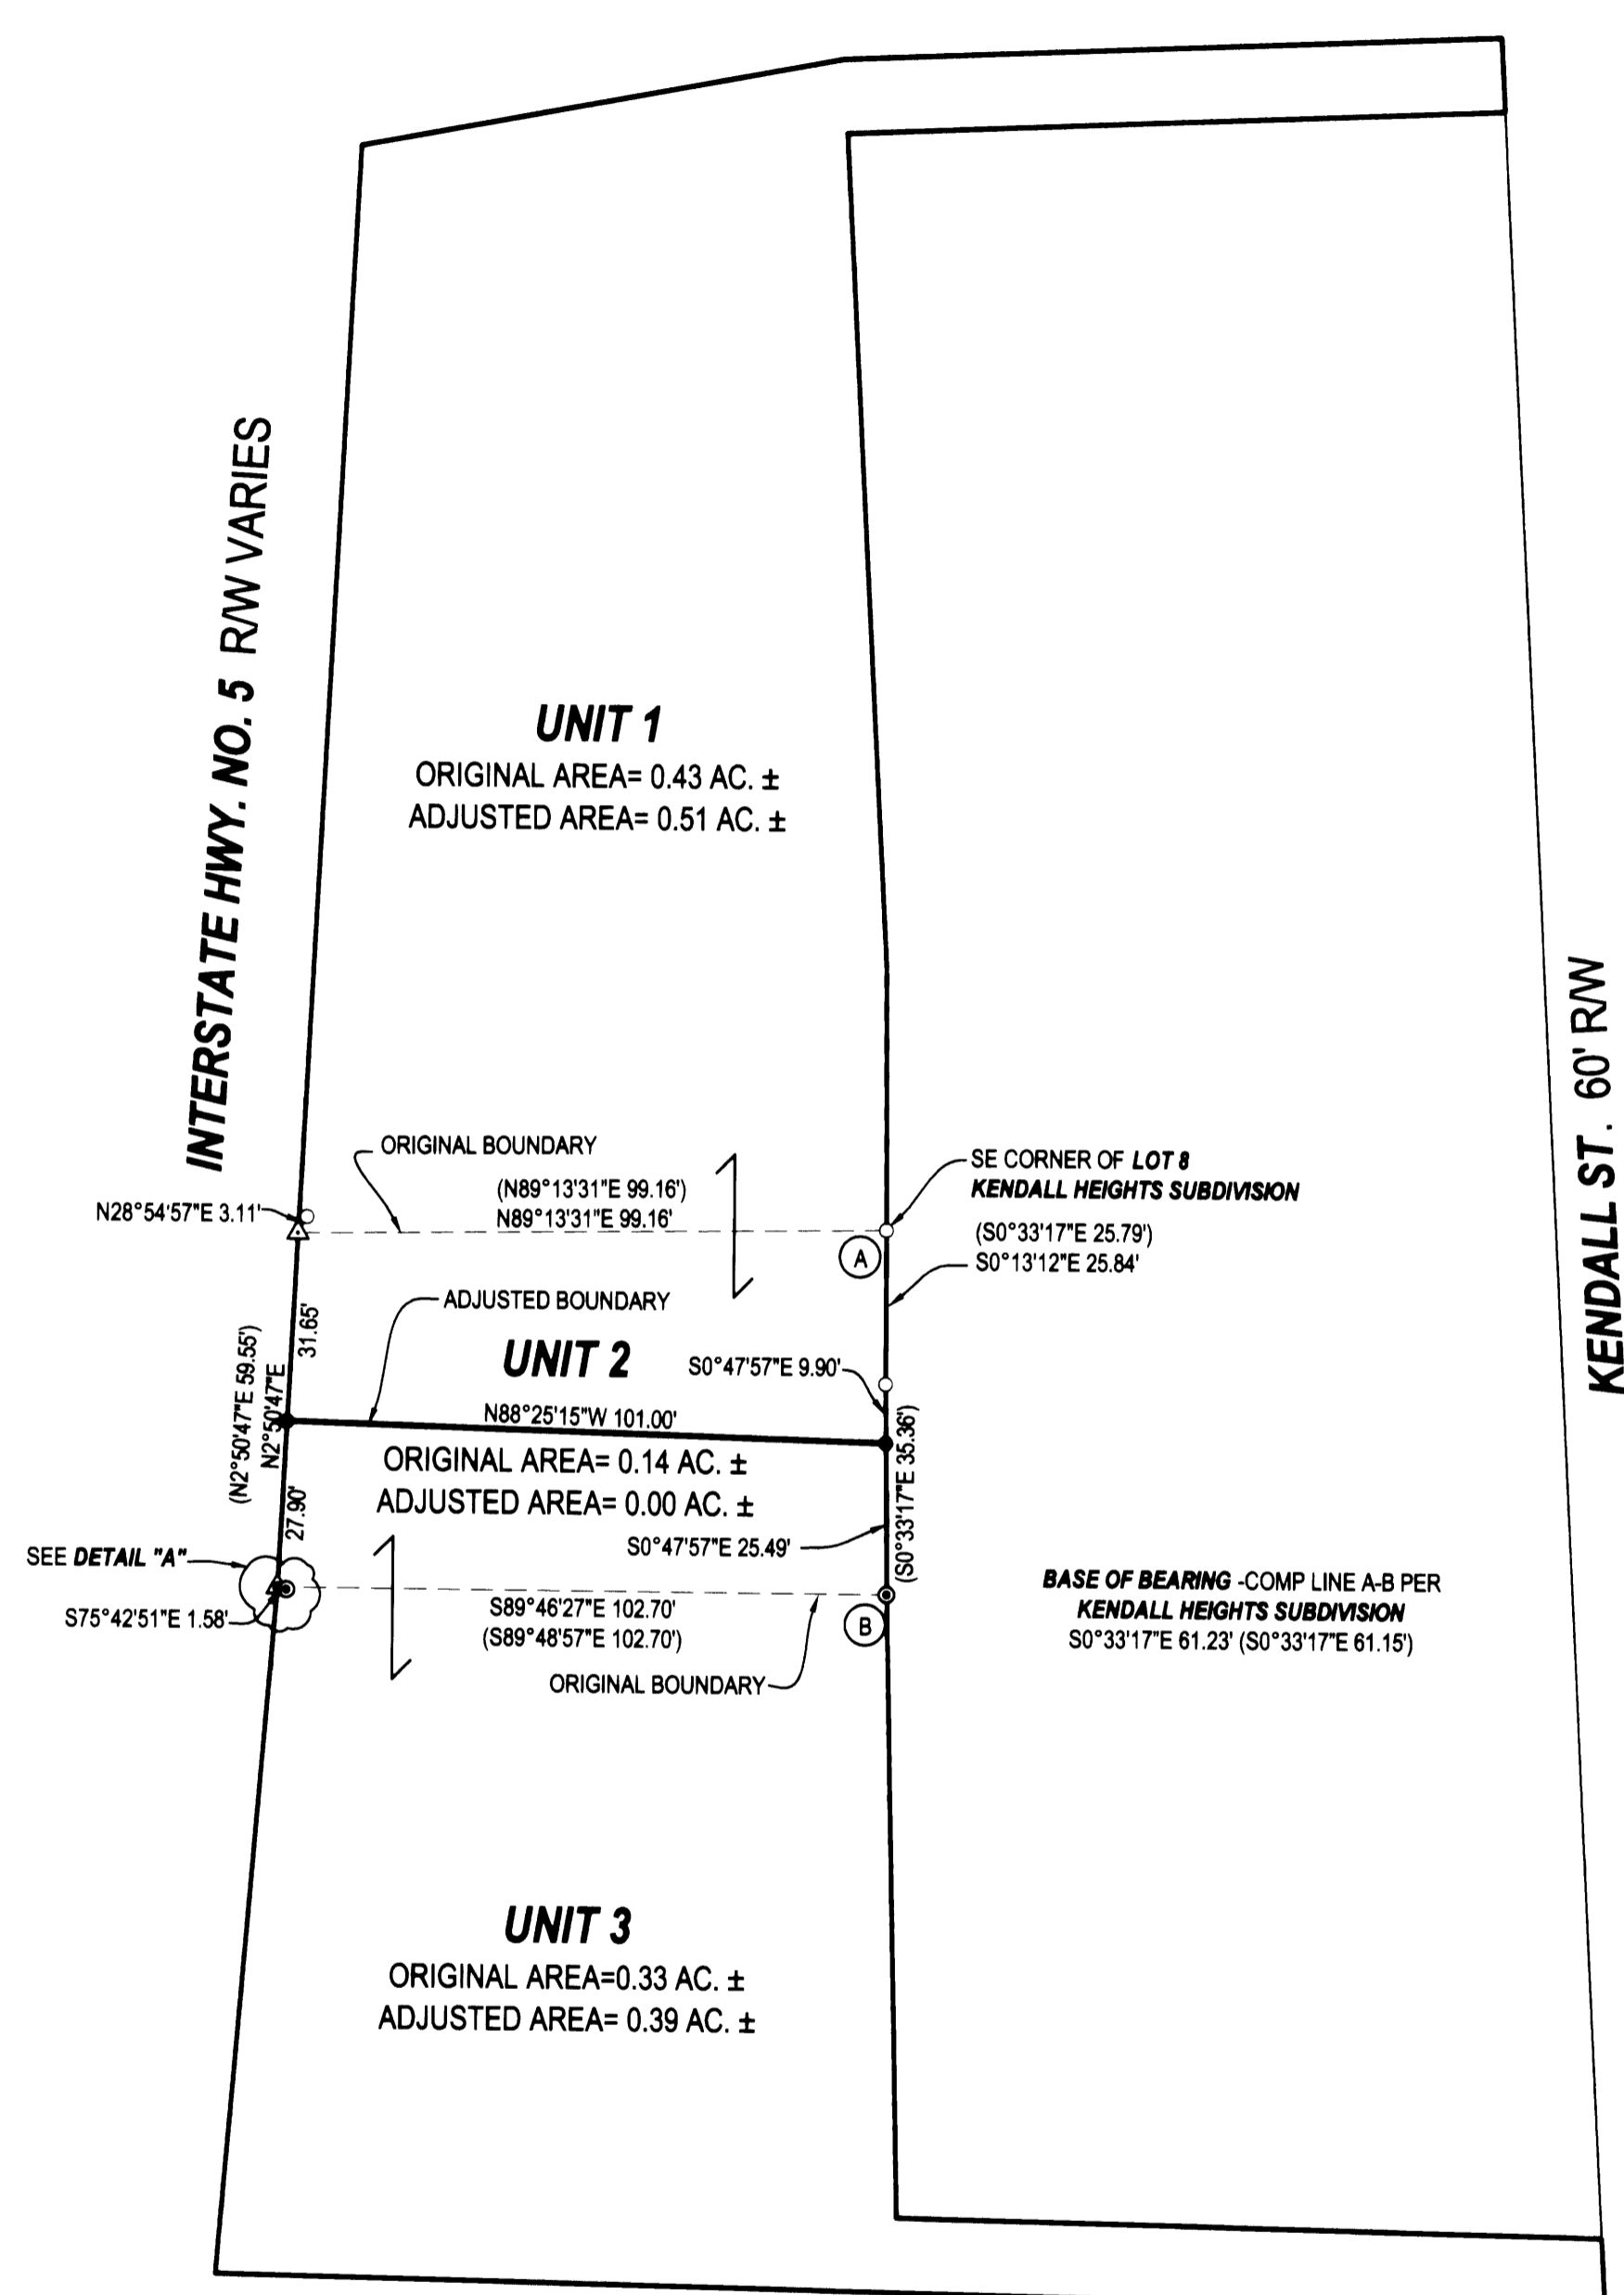 INTERSTATE HWY. NO. 5 R/W VARIES
UNIT 1
ORIGINAL AREA= 0.43 AC. ±
ADJUSTED AREA= 0.51 AC. ±
KENDALL ST. 60' R/W
ORIGINAL BOUNDARY
(N89°13'31"E 99.16')
N89°13'31"E 99.16'
N28°54'57"E 3.11'
SE CORNER OF LOT 8
KENDALL HEIGHTS SUBDIVISION
(S0°33'17"E 25.79')
S0°13'12"E 25.84'
A
ADJUSTED BOUNDARY
31.65'
(N2°50'47"E 59.55')
N2°50'47"E
27.90'
UNIT 2
S0°47'57"E 9.90'
N88°25'15"W 101.00'
ORIGINAL AREA= 0.14 AC. ±
ADJUSTED AREA= 0.00 AC. ±
(S0°33'17"E 35.36')
S0°47'57"E 25.49'
SEE DETAIL "A"
S75°42'51"E 1.58'
S89°46'27"E 102.70'
(S89°48'57"E 102.70')
B
ORIGINAL BOUNDARY
BASE OF BEARING -COMP LINE A-B PER
KENDALL HEIGHTS SUBDIVISION
S0°33'17"E 61.23' (S0°33'17"E 61.15')
UNIT 3
ORIGINAL AREA=0.33 AC. ±
ADJUSTED AREA= 0.39 AC. ±